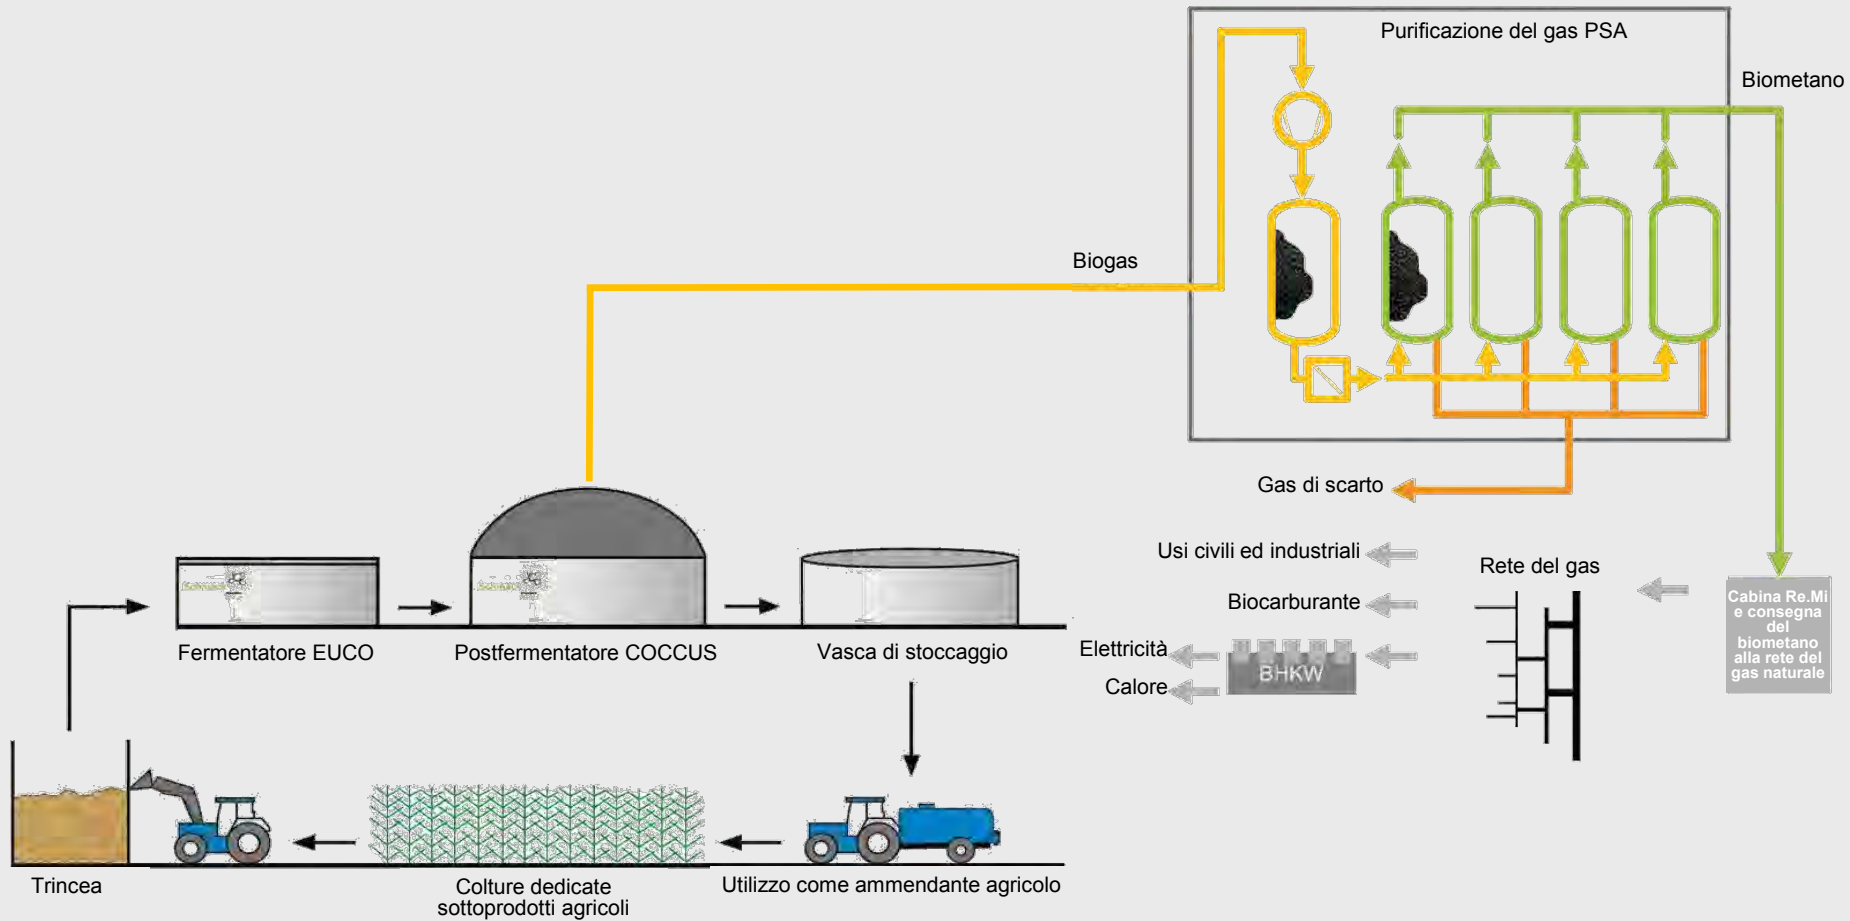 Purificazione del gas PSA
Biometano
Biogas
Gas di scarto
Usi civili ed industriali
Rete del gas
Biocarburante
Cabina Re.Mi
e consegna
del
biometano
alla rete del
gas naturale
Elettricità
Calore
BHKW
Fermentatore EUCO
Postfermentatore COCCUS
Vasca di stoccaggio
Trincea
Colture dedicate
sottoprodotti agricoli
Utilizzo come ammendante agricolo